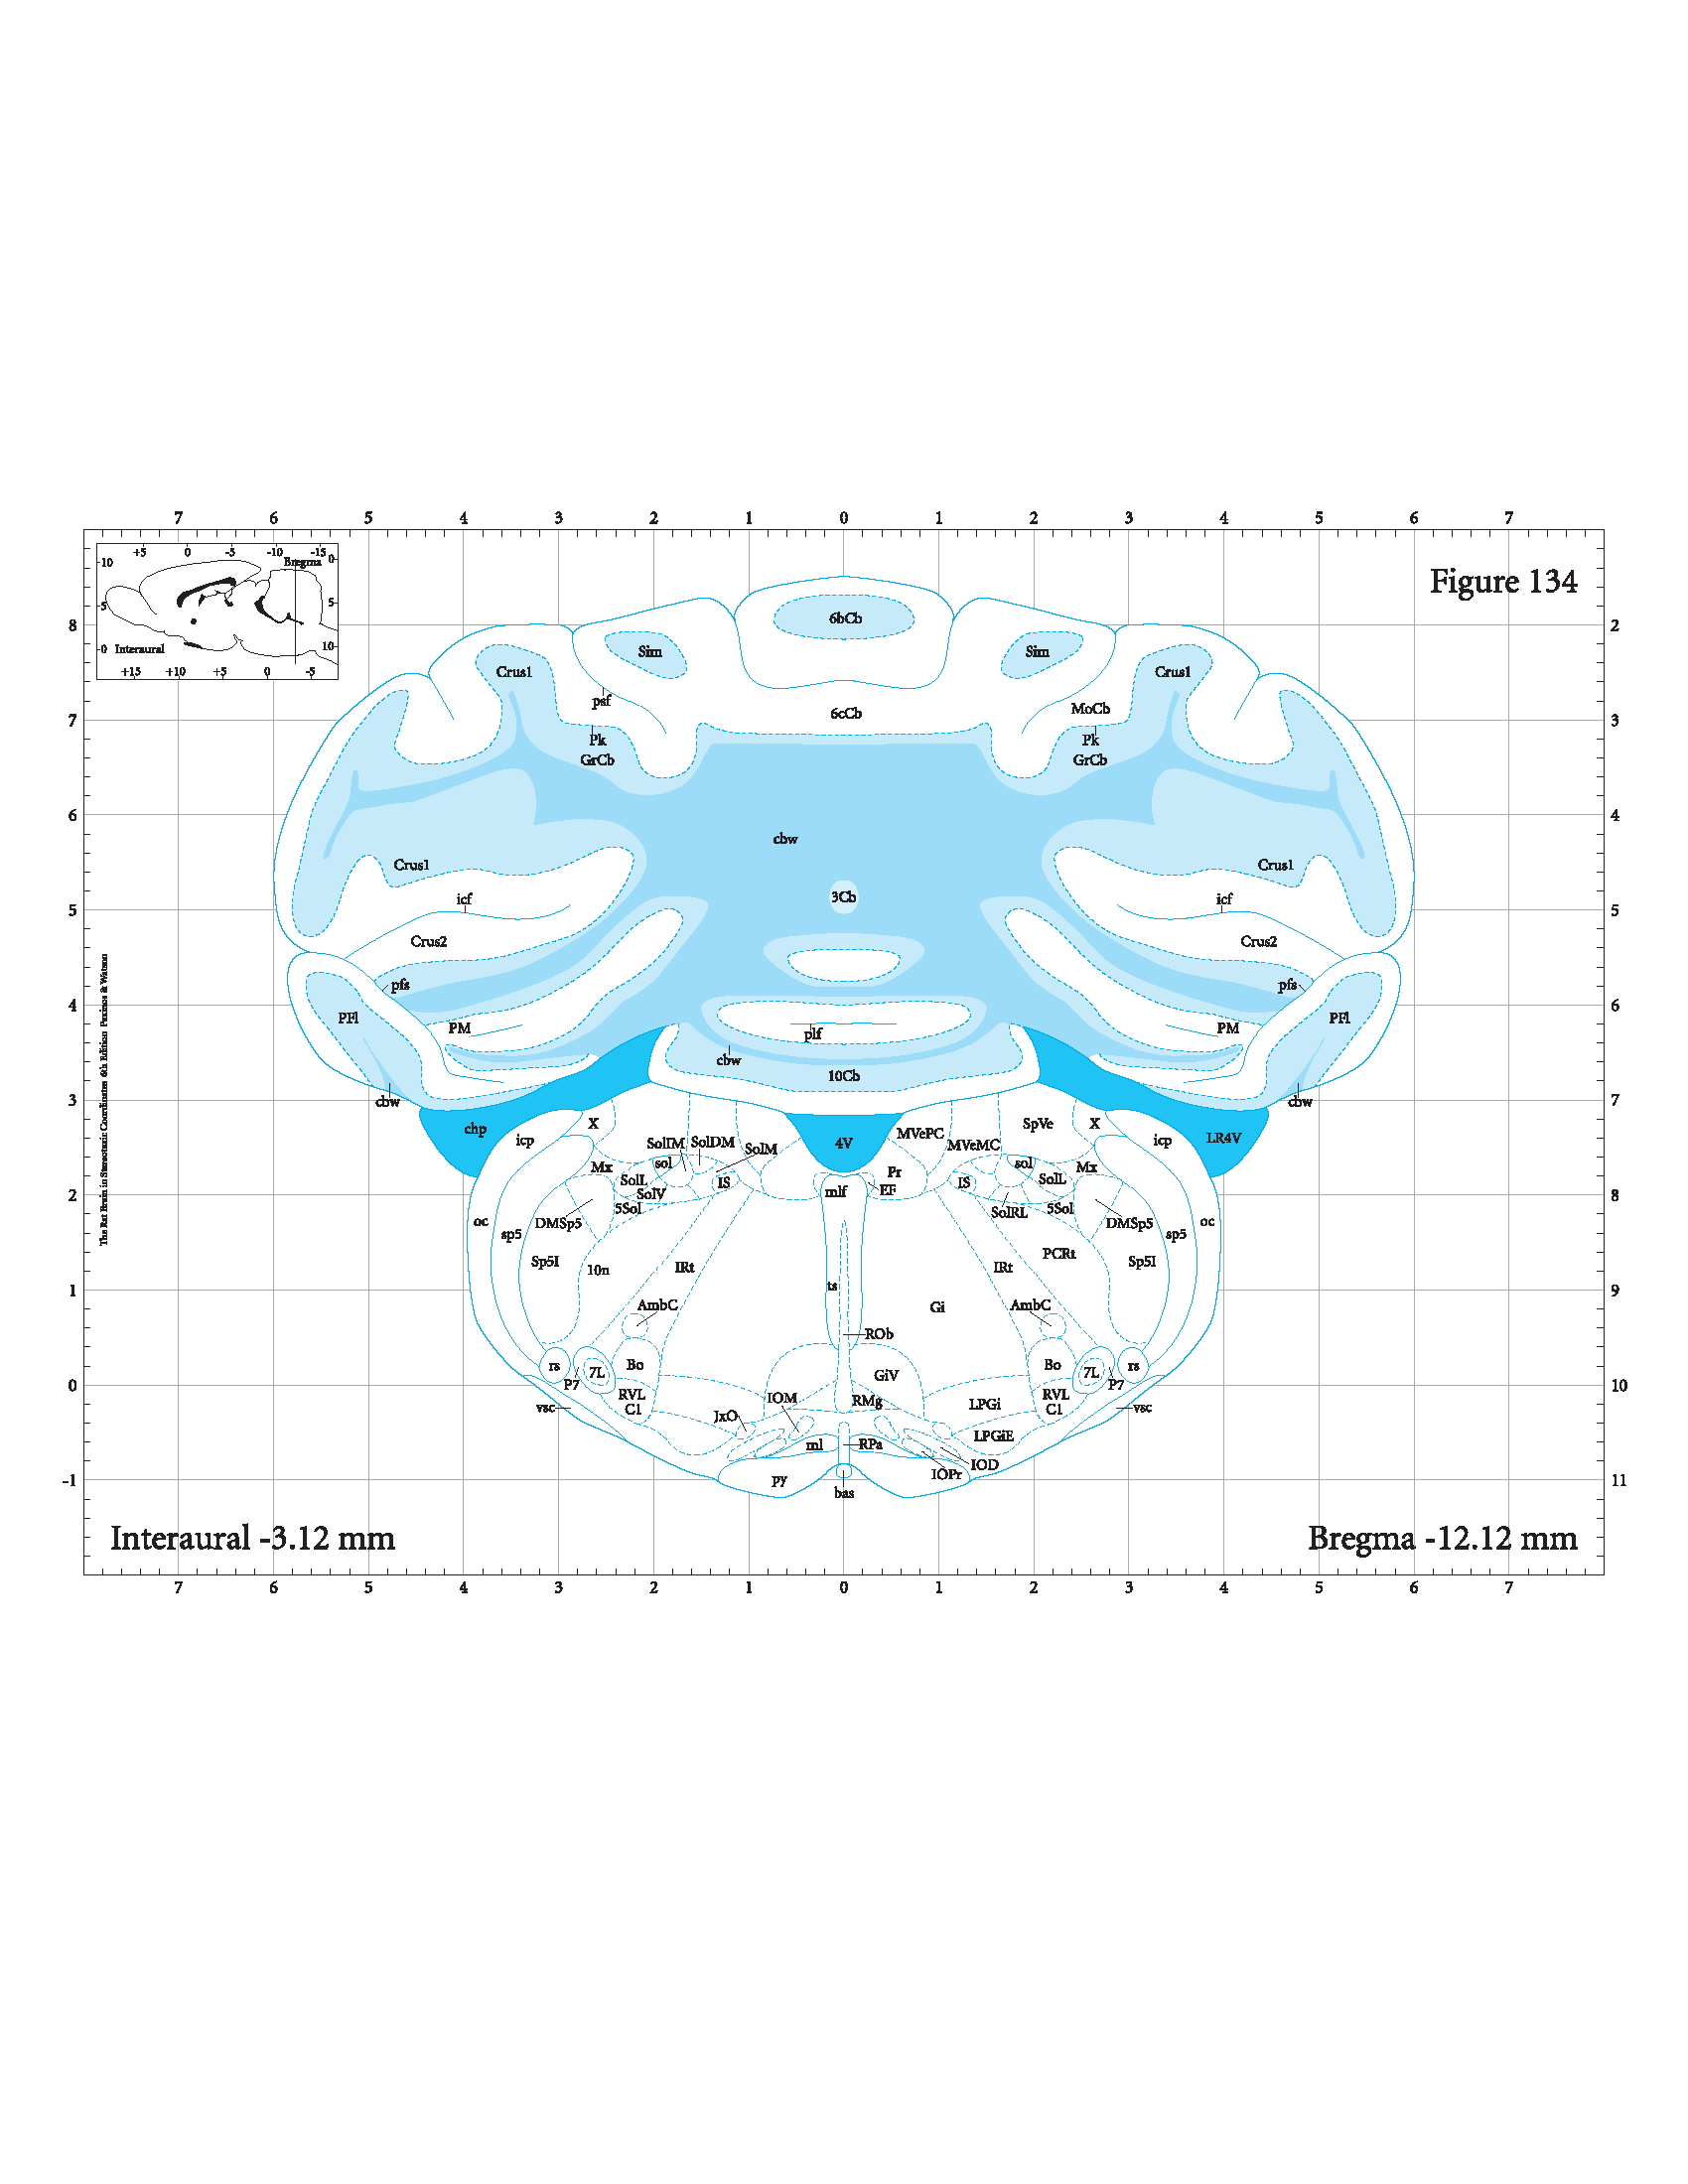 7 6 5 4 3 2 1 0 1 2 3 4 5 6 7
+5 0 -5 -10 -15
Bregma
10 0
5 5
0 Interaural 10
+15 +10 +5 0 -5
Figure 134
8 2
7 3
6 4
5 5
4 6
3 7
2 8
1 9
0 10
-1 11
6bCb
Sim Sim
Crus1 Crus1
psf MoCb
6cCb
Pk Pk
GrCb GrCb
cbw
Crus1 Crus1
3Cb
icf icf
Crus2 Crus2
pfs pfs
PFl PFl
PM PM
plf
cbw
10Cb
cbw cbw
chp X 4V SpVe X LR4V
MVePC
icp SolIM SolDM SolM MVeMC icp
Mx sol Pr sol Mx
SolL IS EF IS SolL
SolV mlf
5Sol SolRL 5Sol
oc DMSp5 DMSp5 oc
sp5 sp5
Sp5I PCRt Sp5I
10n IRt IRt
ts
AmbC Gi AmbC
ROb
rs 7L Bo GiV Bo 7L rs
P7 P7
RVL IOM RMg LPGi RVL
C1 C1
vsc vsc
JxO LPGiE
ml RPa
IOD
py IOPr
bas
The Rat Brain in Stereotaxic Coordinates 6th Edition Paxinos & Watson
Interaural -3.12 mm Bregma -12.12 mm
7 6 5 4 3 2 1 0 1 2 3 4 5 6 7